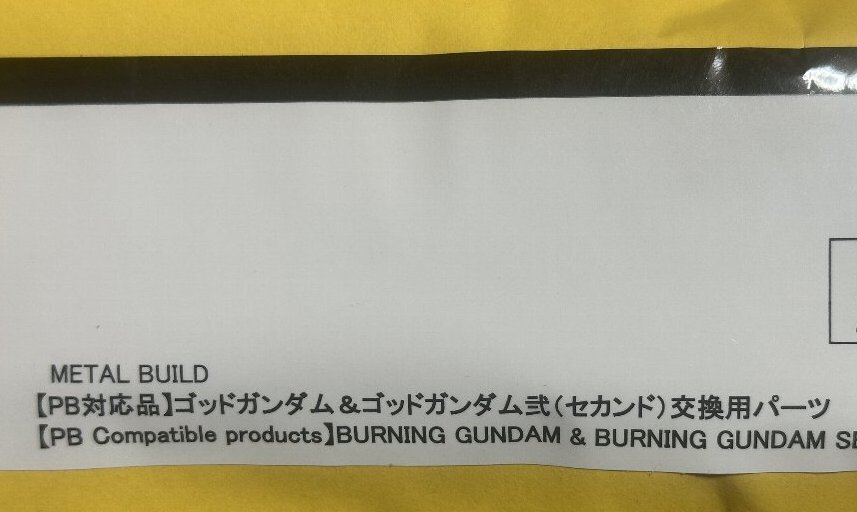 METAL BUILD
【PB対応品】ゴッドガンダム＆ゴッドガンダム弐（セカンド）交換用パーツ
【PB Compatible products】BURNING GUNDAM & BURNING GUNDAM